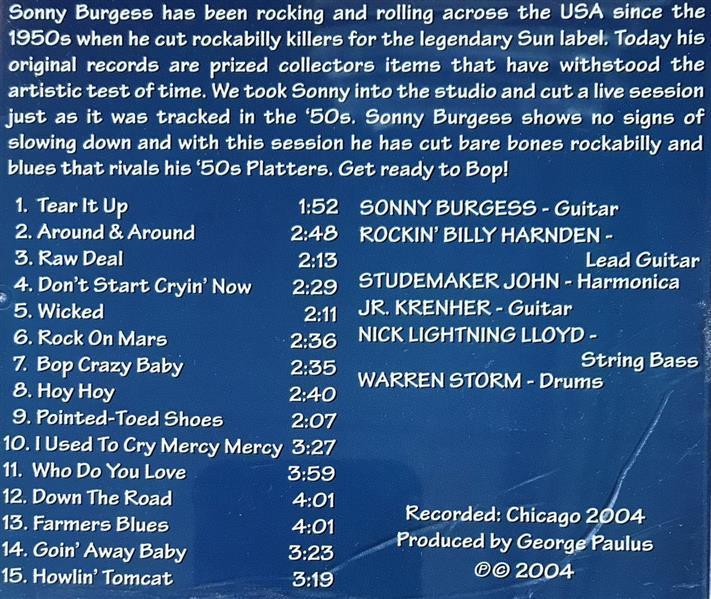 Sonny Burgess has been rocking and rolling across the USA since the
1950s when he cut rockabilly killers for the legendary Sun label. Today his
original records are prized collectors items that have withstood the
artistic test of time. We took Sonny into the studio and cut a live session
just as it was tracked in the '50s. Sonny Burgess shows no signs of
slowing down and with this session he has cut bare bones rockabilly and
blues that rivals his '50s Platters. Get ready to Bop!
1. Tear It Up 1:52
2. Around & Around 2:48
3. Raw Deal 2:13
4. Don't Start Cryin' Now 2:29
5. Wicked 2:11
6. Rock On Mars 2:36
7. Bop Crazy Baby 2:35
8. Hoy Hoy 2:40
9. Pointed-Toed Shoes 2:07
10. I Used To Cry Mercy Mercy 3:27
11. Who Do You Love 3:59
12. Down The Road 4:01
13. Farmers Blues 4:01
14. Goin' Away Baby 3:23
15. Howlin' Tomcat 3:19
SONNY BURGESS - Guitar
ROCKIN' BILLY HARNDEN -
Lead Guitar
STUDEMAKER JOHN - Harmonica
JR. KRENHER - Guitar
NICK LIGHTNING LLOYD -
String Bass
WARREN STORM - Drums
Recorded: Chicago 2004
Produced by George Paulus
℗© 2004